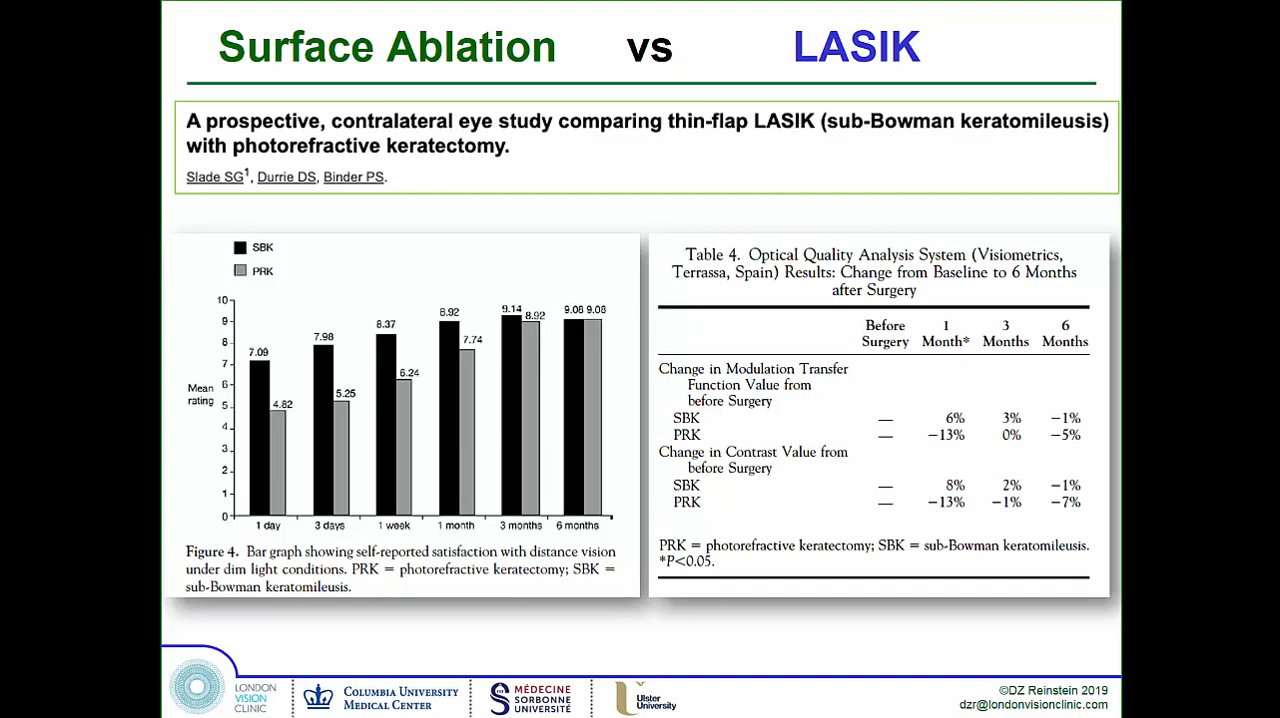 Surface Ablation vs LASIK
A prospective, contralateral eye study comparing thin-flap LASIK (sub-Bowman keratomileusis)
with photorefractive keratectomy.
Slade SG1, Durrie DS, Binder PS.
SBK
PRK
10
9
8
7
6
5
4
3
2
1
0
Mean
rating
7.09
4.82
7.98
5.25
8.37
6.24
8.92
7.74
9.14
8.92
9.08 9.08
1 day 3 days 1 week 1 month 3 months 6 months
Figure 4. Bar graph showing self-reported satisfaction with distance vision
under dim light conditions. PRK = photorefractive keratectomy; SBK =
sub-Bowman keratomileusis.
Table 4. Optical Quality Analysis System (Visiometrics,
Terrassa, Spain) Results: Change from Baseline to 6 Months
after Surgery
Before 1 3 6
Surgery Month* Months Months
Change in Modulation Transfer
Function Value from
before Surgery
SBK — 6% 3% −1%
PRK — −13% 0% −5%
Change in Contrast Value from
before Surgery
SBK — 8% 2% −1%
PRK — −13% −1% −7%
PRK = photorefractive keratectomy; SBK = sub-Bowman keratomileusis.
*P<0.05.
LONDON
VISION
CLINIC
COLUMBIA UNIVERSITY
MEDICAL CENTER
MÉDECINE
SORBONNE
UNIVERSITÉ
Ulster
University
©DZ Reinstein 2019
dzr@londonvisionclinic.com